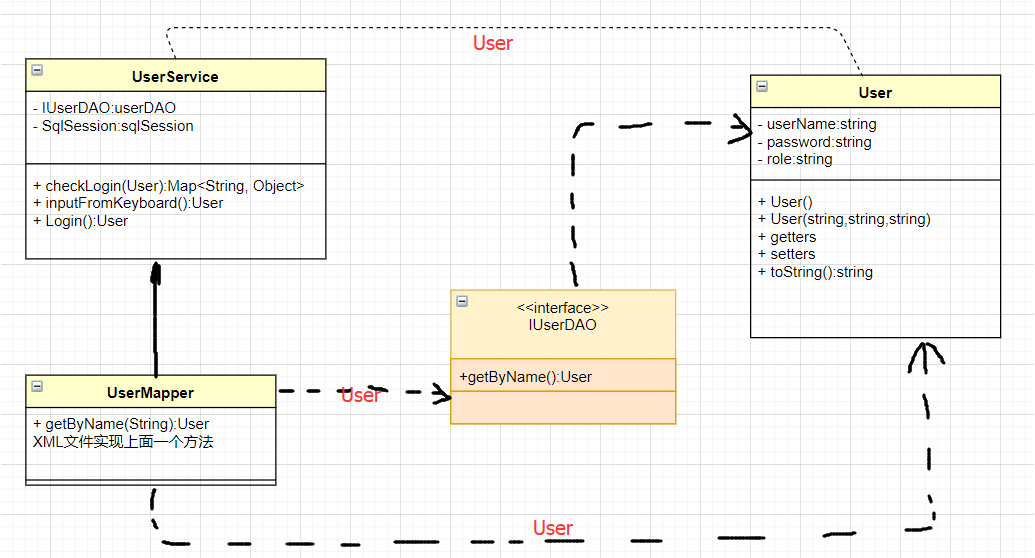 User
UserService
- IUserDAO:userDAO
- SqlSession:sqlSession
+ checkLogin(User):Map<String, Object>
+ inputFromKeyboard():User
+ Login():User
User
- userName:string
- password:string
- role:string
+ User()
+ User(string,string,string)
+ getters
+ setters
+ toString():string
<<interface>>
IUserDAO
+getByName():User
UserMapper
+ getByName(String):User
XML文件实现上面一个方法
User
User